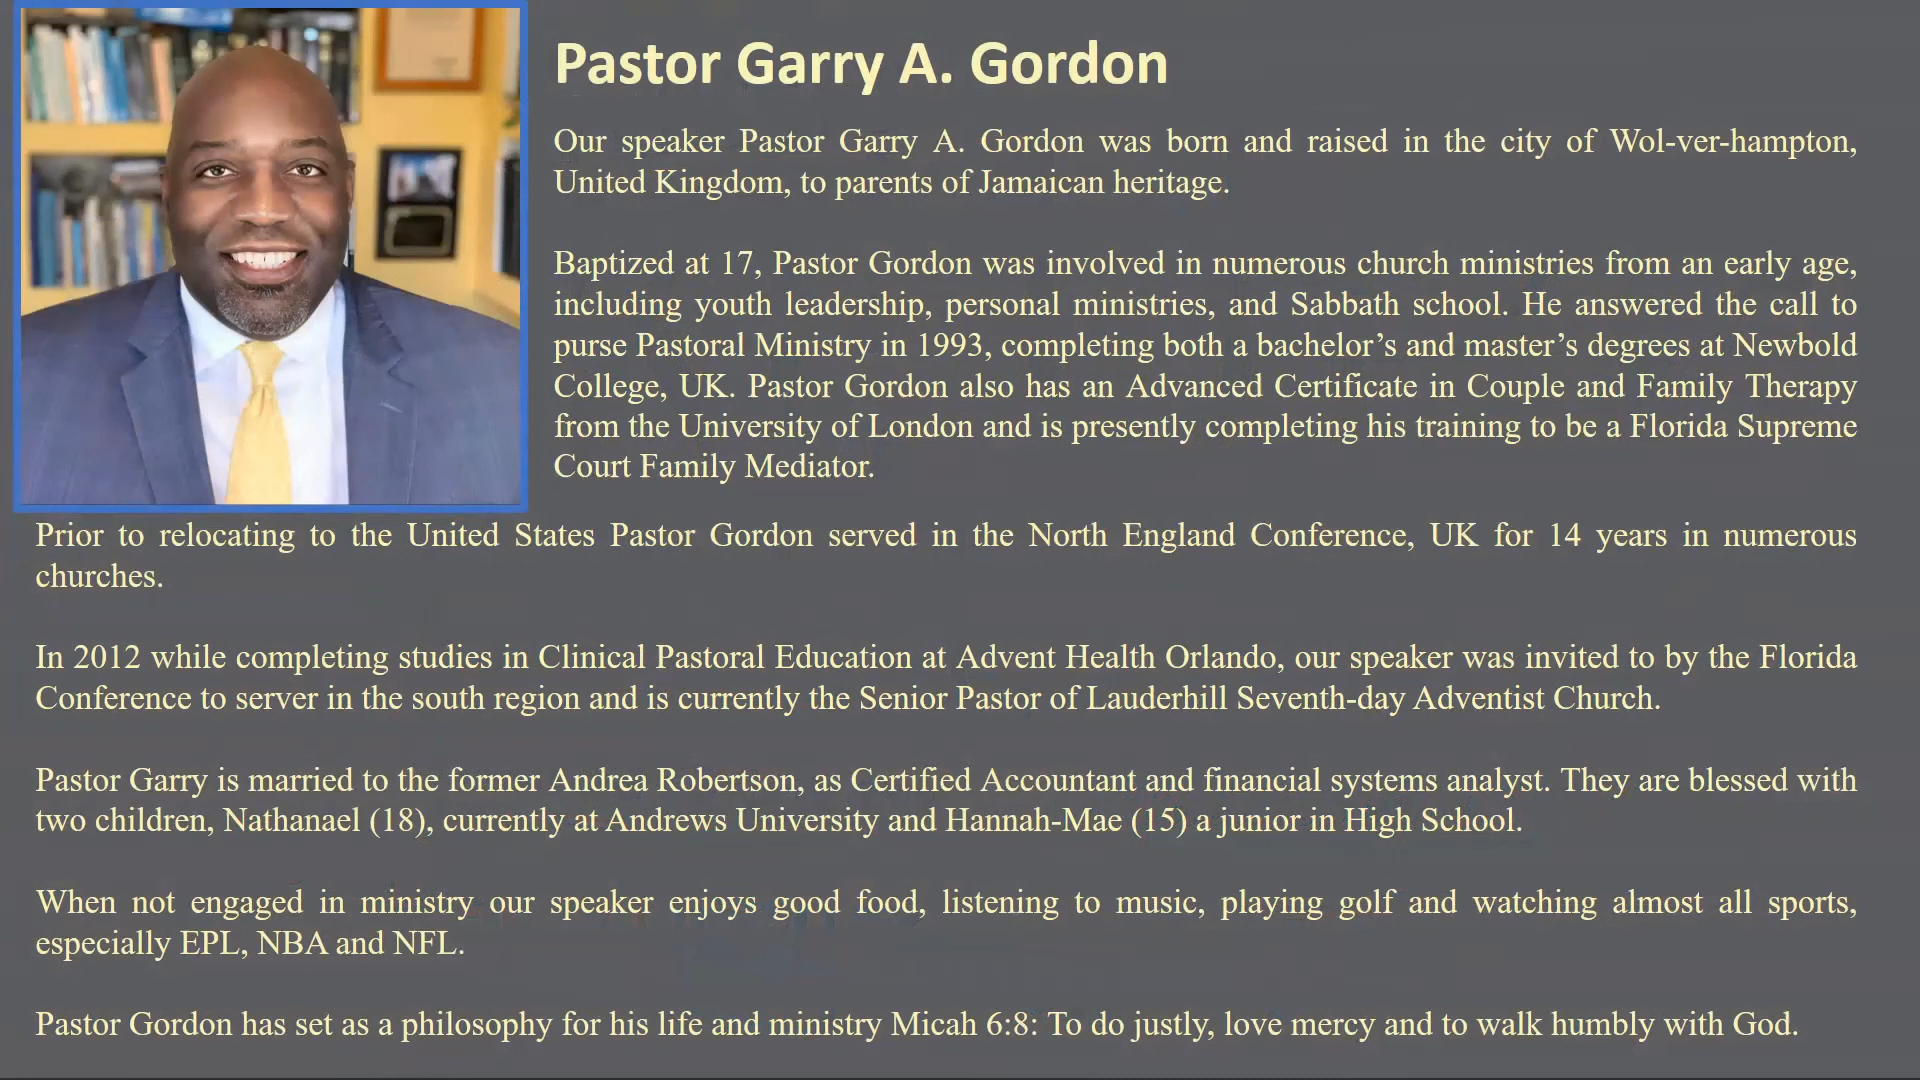 Pastor Garry A. Gordon
Our speaker Pastor Garry A. Gordon was born and raised in the city of Wol-ver-hampton,
United Kingdom, to parents of Jamaican heritage.
Baptized at 17, Pastor Gordon was involved in numerous church ministries from an early age,
including youth leadership, personal ministries, and Sabbath school. He answered the call to
purse Pastoral Ministry in 1993, completing both a bachelor’s and master’s degrees at Newbold
College, UK. Pastor Gordon also has an Advanced Certificate in Couple and Family Therapy
from the University of London and is presently completing his training to be a Florida Supreme
Court Family Mediator.
Prior to relocating to the United States Pastor Gordon served in the North England Conference, UK for 14 years in numerous
churches.
In 2012 while completing studies in Clinical Pastoral Education at Advent Health Orlando, our speaker was invited to by the Florida
Conference to server in the south region and is currently the Senior Pastor of Lauderhill Seventh-day Adventist Church.
Pastor Garry is married to the former Andrea Robertson, as Certified Accountant and financial systems analyst. They are blessed with
two children, Nathanael (18), currently at Andrews University and Hannah-Mae (15) a junior in High School.
When not engaged in ministry our speaker enjoys good food, listening to music, playing golf and watching almost all sports,
especially EPL, NBA and NFL.
Pastor Gordon has set as a philosophy for his life and ministry Micah 6:8: To do justly, love mercy and to walk humbly with God.